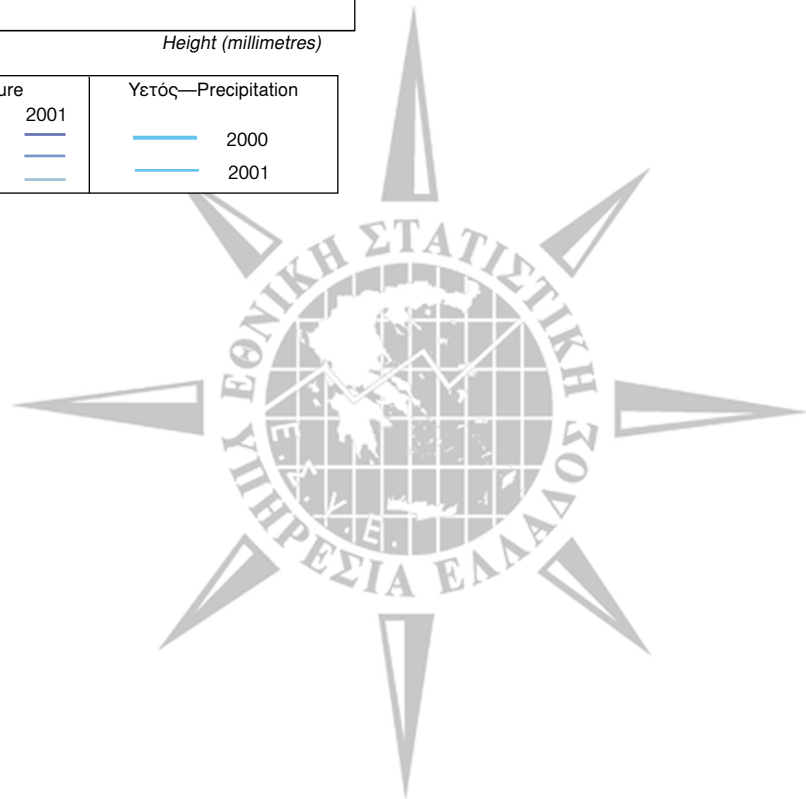 Height (millimetres)
ure
Υετός—Precipitation
2001
2000
2001
ΕΘΝΙΚΗ ΣΤΑΤΙΣΤΙΚΗ
ΥΠΗΡΕΣΙΑ ΕΛΛΑΔΟΣ
Ε.Σ.Υ.Ε.